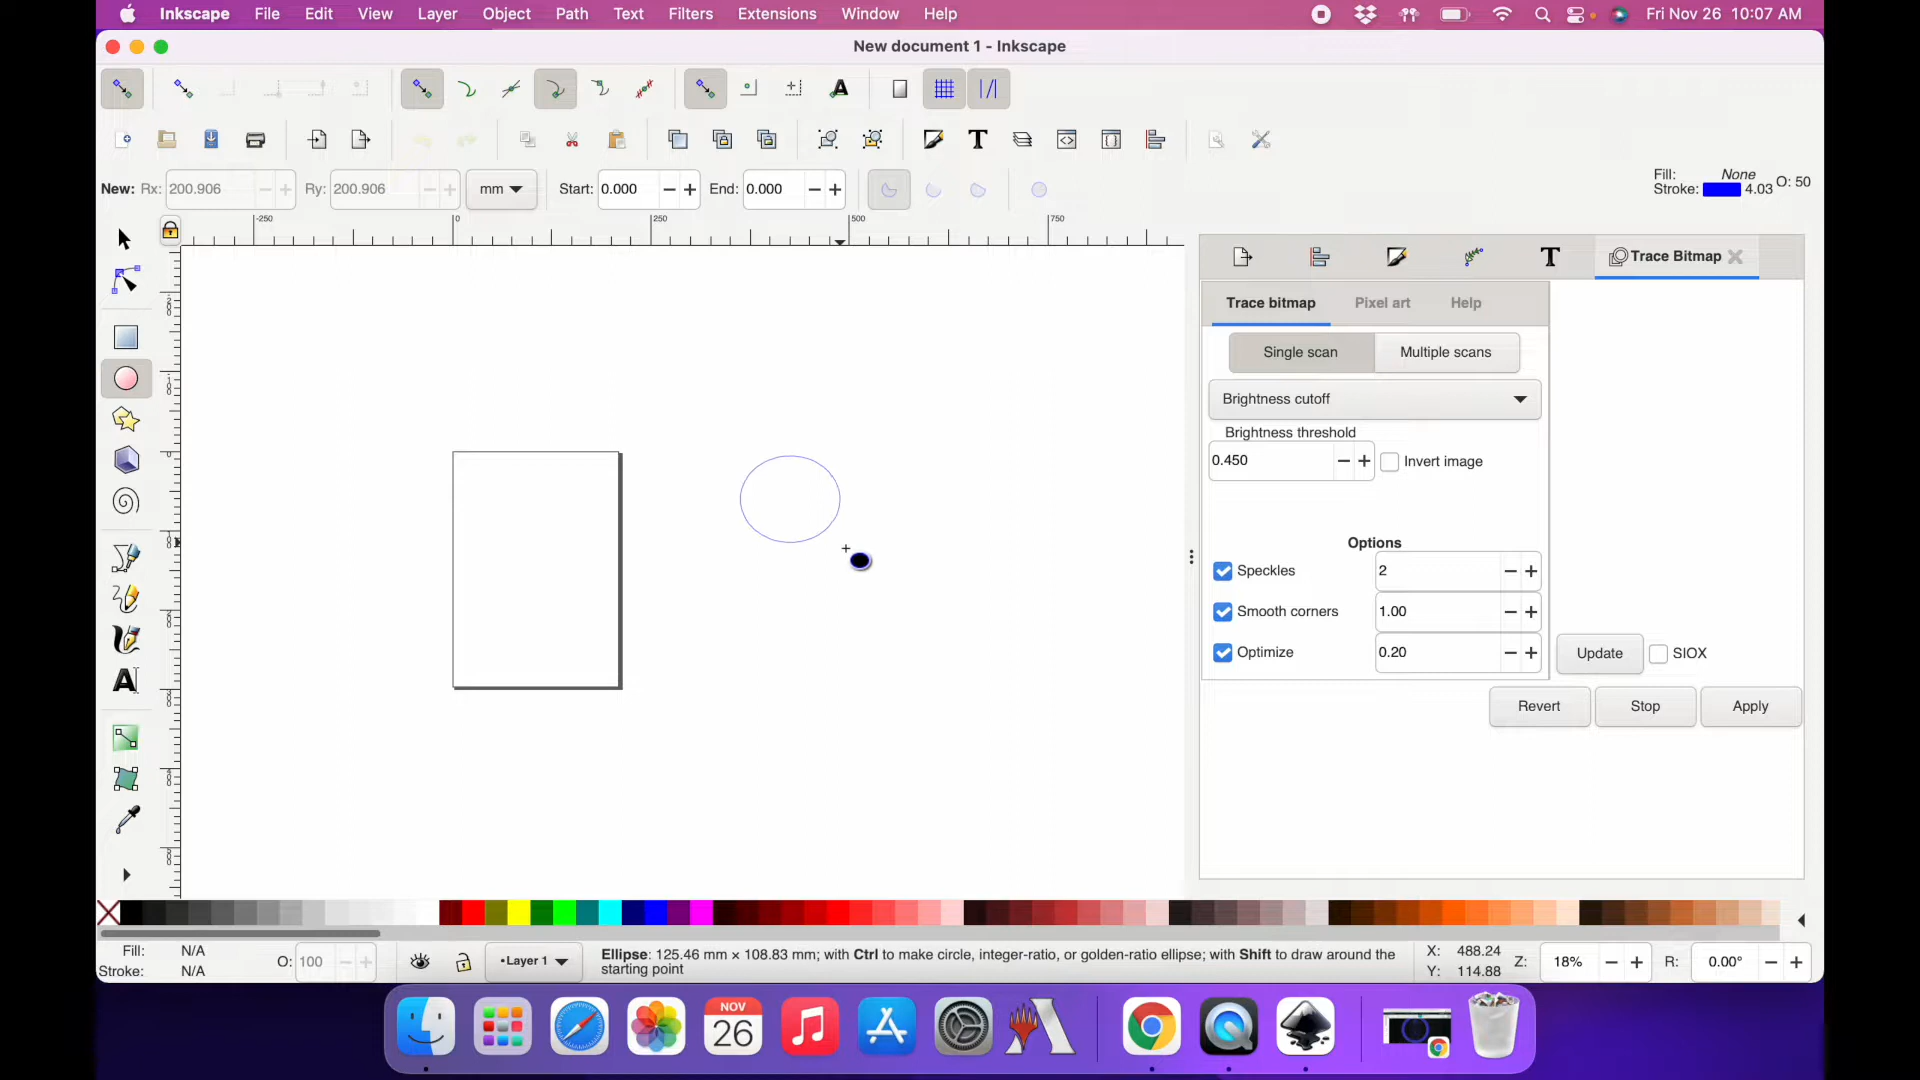 Inkscape File Edit View Layer Object Path Text Filters Extensions Window Help Fri Nov 26 10:07 AM
New document 1 - Inkscape
New: Rx: 200.906 Ry: 200.906 mm Start: 0.000 End: 0.000
Fill: None
Stroke: 4.03 O: 50
-250 0 250 500 750
Trace Bitmap
Trace bitmap Pixel art Help
Single scan Multiple scans
Brightness cutoff
Brightness threshold
0.450 Invert image
Options
Speckles 2
Smooth corners 1.00
Optimize 0.20 Update SIOX
Revert Stop Apply
Fill: N/A
Stroke: N/A
O: 100
•Layer 1
Ellipse: 125.46 mm × 108.83 mm; with Ctrl to make circle, integer-ratio, or golden-ratio ellipse; with Shift to draw around the
starting point
X: 488.24
Y: 114.88
Z: 18% R: 0.00°
NOV
26